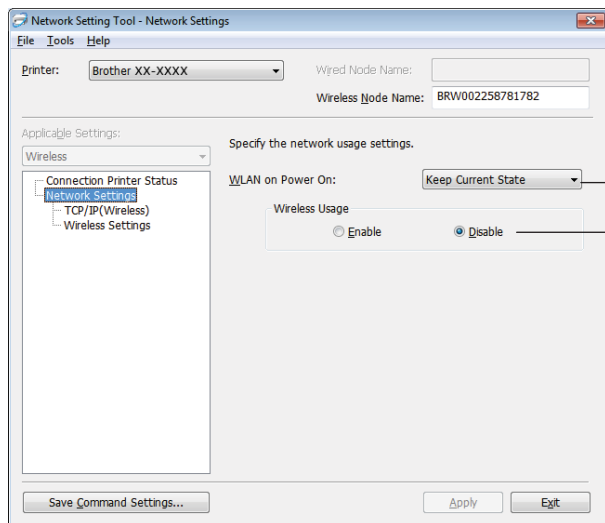 Network Setting Tool - Network Settings
File Tools Help
Printer: Brother XX-XXXX Wired Node Name:
Wireless Node Name: BRW002258781782
Applicable Settings:
Wireless
Specify the network usage settings.
Connection Printer Status
Network Settings
TCP/IP(Wireless)
Wireless Settings
WLAN on Power On: Keep Current State
Wireless Usage
Enable Disable
Save Command Settings... Apply Exit